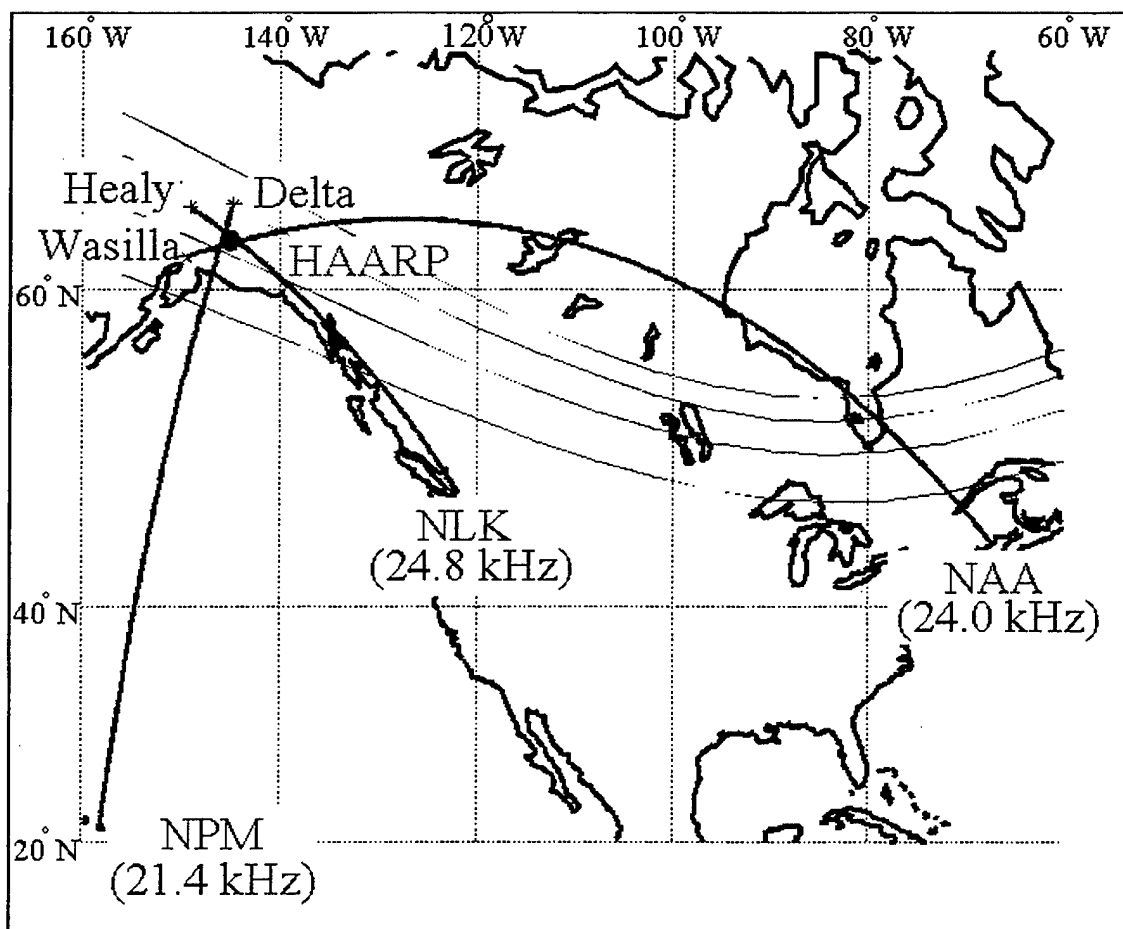 160° W 140° W 120° W 100° W 80° W 60° W
Healy Delta
Wasilla HAARP
60° N
NLK
(24.8 kHz)
NAA
(24.0 kHz)
40° N
NPM
(21.4 kHz)
20° N